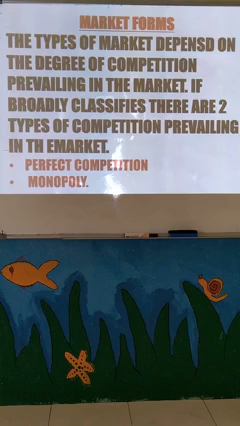 MARKET FORMS
THE TYPES OF MARKET DEPENSD ON
THE DEGREE OF COMPETITION
PREVAILING IN THE MARKET. IF
BROADLY CLASSIFIES THERE ARE 2
TYPES OF COMPETITION PREVAILING
IN TH EMARKET.
• PERFECT COMPETITION
• MONOPOLY.